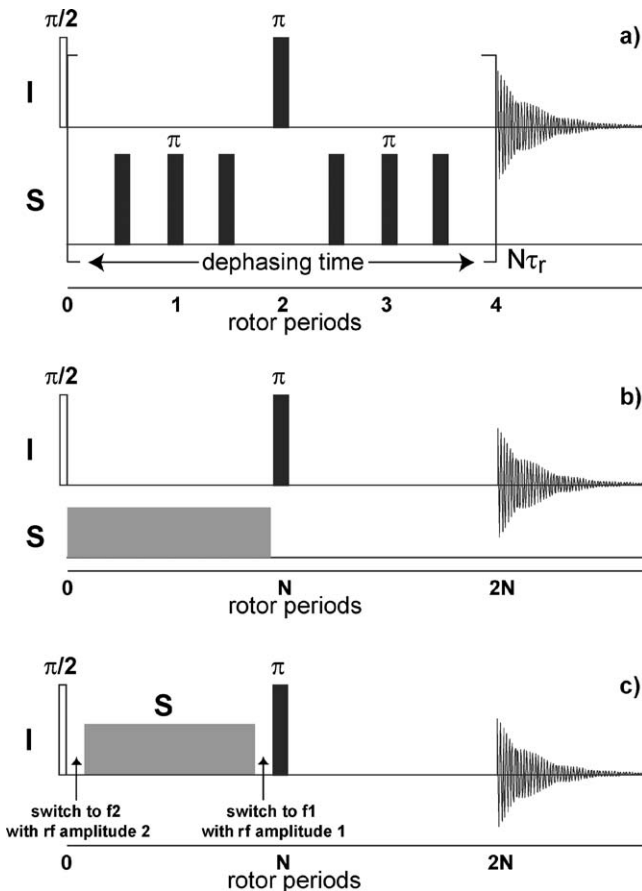 π/2 π a)
I
π π
S
dephasing time Nτr
0 1 2 3 4
rotor periods
π/2 π b)
I
S
0 N 2N
rotor periods
π/2 π c)
S
I
switch to f2 switch to f1
with rf amplitude 2 with rf amplitude 1
0 N 2N
rotor periods